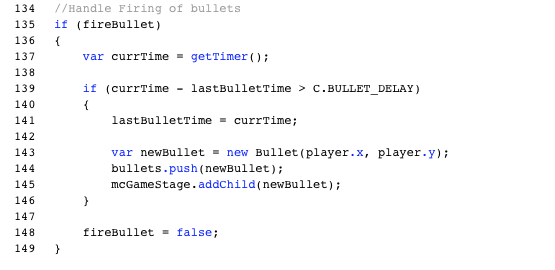 134 //Handle Firing of bullets
135 if (fireBullet)
136 {
137     var currTime = getTimer();
138
139     if (currTime - lastBulletTime > C.BULLET_DELAY)
140     {
141         lastBulletTime = currTime;
142
143         var newBullet = new Bullet(player.x, player.y);
144         bullets.push(newBullet);
145         mcGameStage.addChild(newBullet);
146     }
147
148     fireBullet = false;
149 }